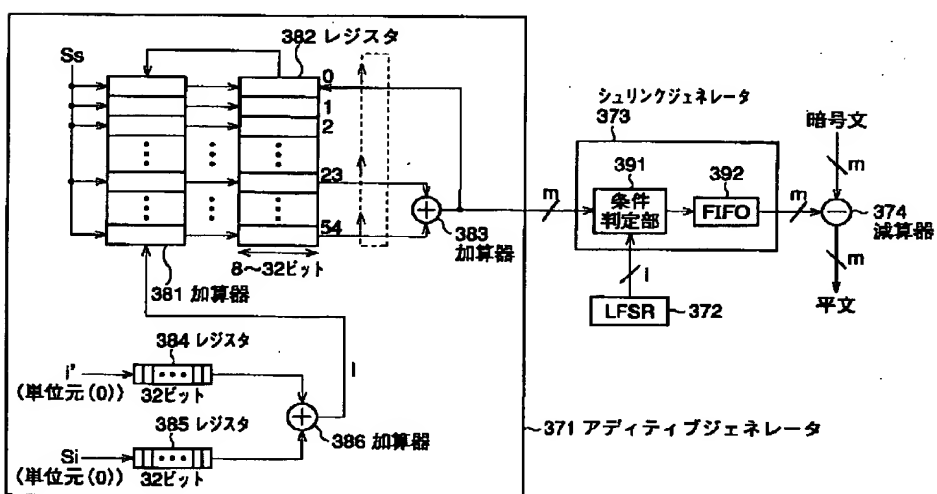 382 レジスタ
Ss
0
1
2
23
54
8〜32ビット
381 加算器
383
加算器
m
シュリンクジェネレータ
373
391
条件
判定部
392
FIFO
m
暗号文
m
374
減算器
m
平文
l
LFSR
372
384 レジスタ
i'
(単位元(0))
32ビット
385 レジスタ
Si
(単位元(0))
32ビット
386 加算器
l
371 アディティブジェネレータ